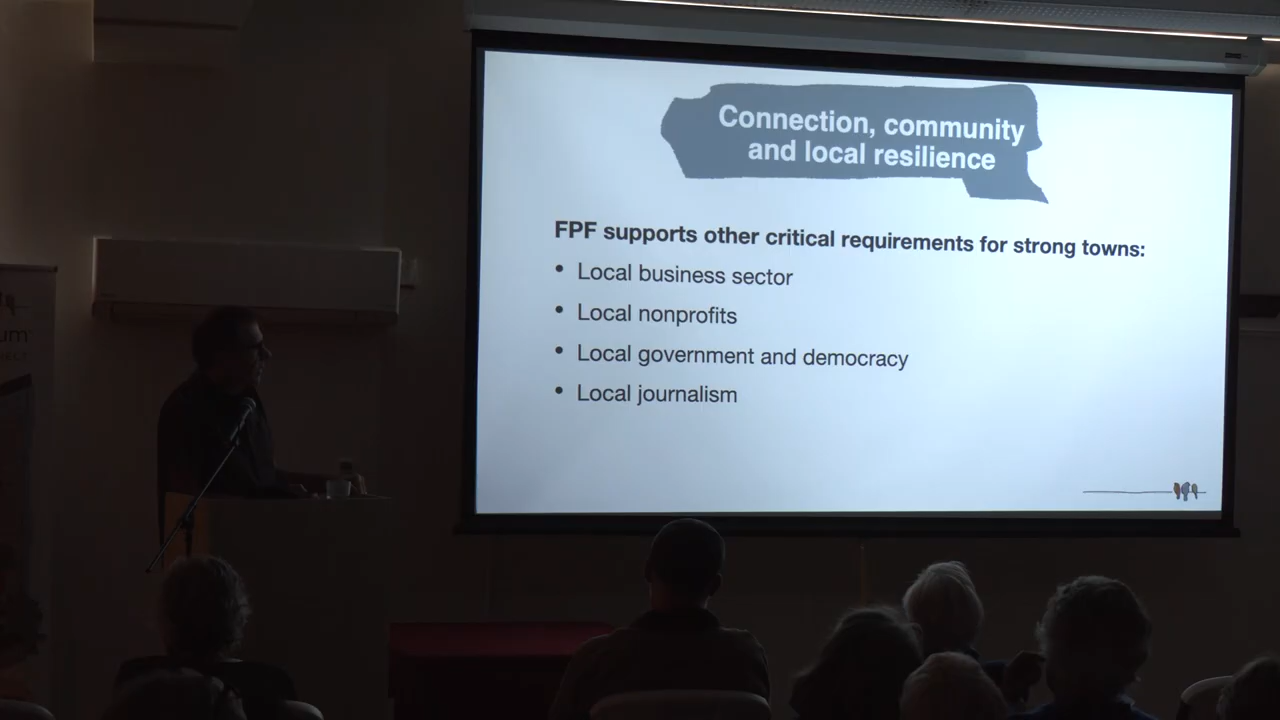 Connection, community
and local resilience
FPF supports other critical requirements for strong towns:
• Local business sector
• Local nonprofits
• Local government and democracy
• Local journalism
um